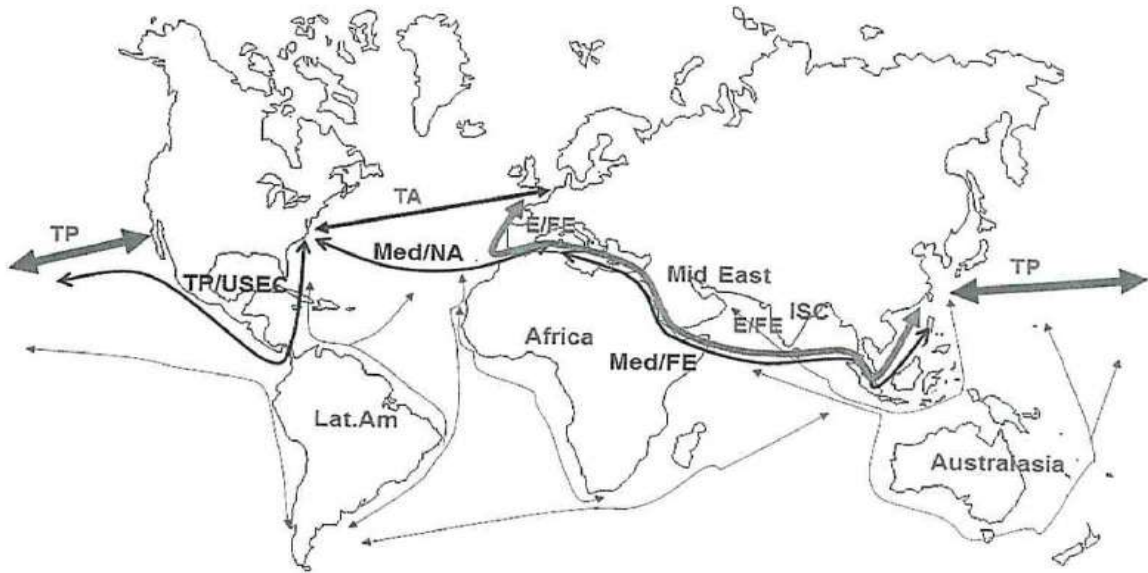 TA
E/FE
TP
Med/NA
TP/USEC
Mid East
TP
ISC
E/FE
Africa
Med/FE
Lat.Am
Australasia